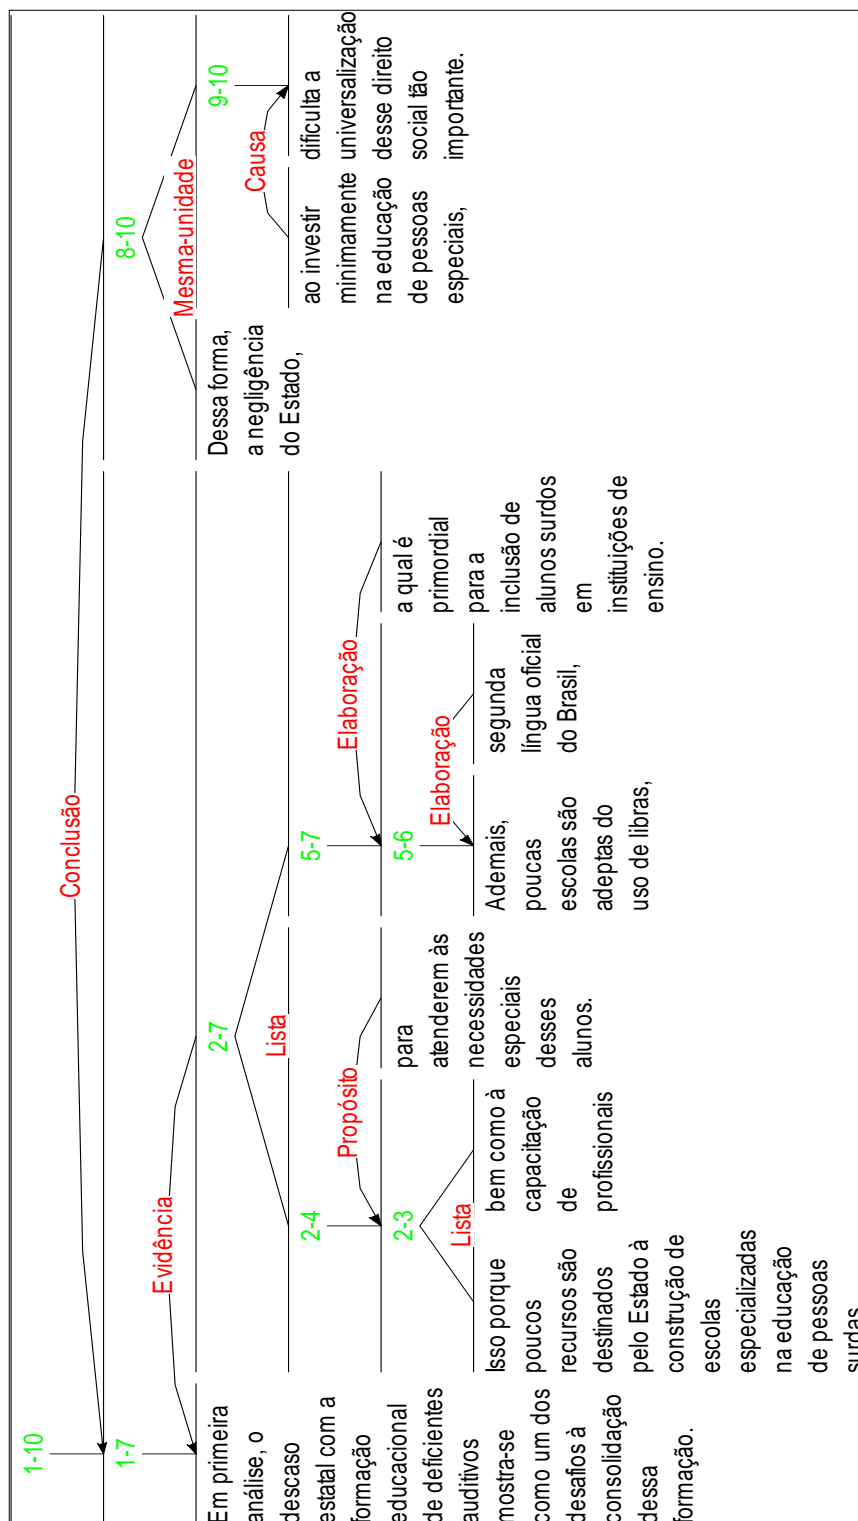 1-10
Conclusão
1-7
Evidência
8-10
Mesma-unidade
Em primeira
análise, o
descaso
estatal com a
formação
educacional
de deficientes
auditivos
mostra-se
como um dos
desafios à
consolidação
dessa
formação.
2-7
Lista
Dessa forma,
a negligência
do Estado,
9-10
Causa
2-4
Propósito
5-7
Elaboração
ao investir
minimamente
na educação
de pessoas
especiais,
dificulta a
universalização
desse direito
social tão
importante.
2-3
Lista
para
atenderem às
necessidades
especiais
desses
alunos.
5-6
Elaboração
a qual é
primordial
para a
inclusão de
alunos surdos
em
instituições de
ensino.
Isso porque
poucos
recursos são
destinados
pelo Estado à
construção de
escolas
especializadas
na educação
de pessoas
surdas
bem como à
capacitação
de
profissionais
Ademais,
poucas
escolas são
adeptas do
uso de libras,
segunda
língua oficial
do Brasil,